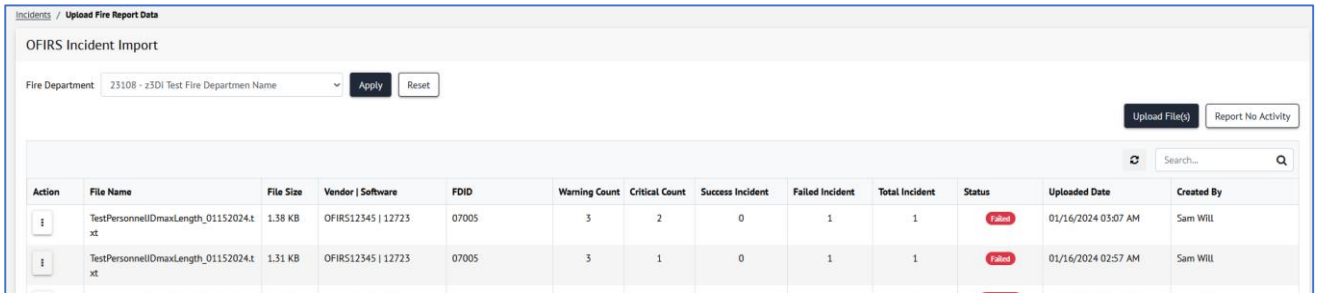 Incidents / Upload Fire Report Data
OFIRS Incident Import
Fire Department 23108 - z3Di Test Fire Departmen Name Apply Reset
Upload File(s) Report No Activity
Search...
Action File Name File Size Vendor | Software FDID Warning Count Critical Count Success Incident Failed Incident Total Incident Status Uploaded Date Created By
TestPersonnelIDmaxLength_01152024.t 1.38 KB OFIRS12345 | 12723 07005 3 2 0 1 1 Failed 01/16/2024 03:07 AM Sam Will
xt
TestPersonnelIDmaxLength_01152024.t 1.31 KB OFIRS12345 | 12723 07005 3 1 0 1 1 Failed 01/16/2024 02:57 AM Sam Will
xt